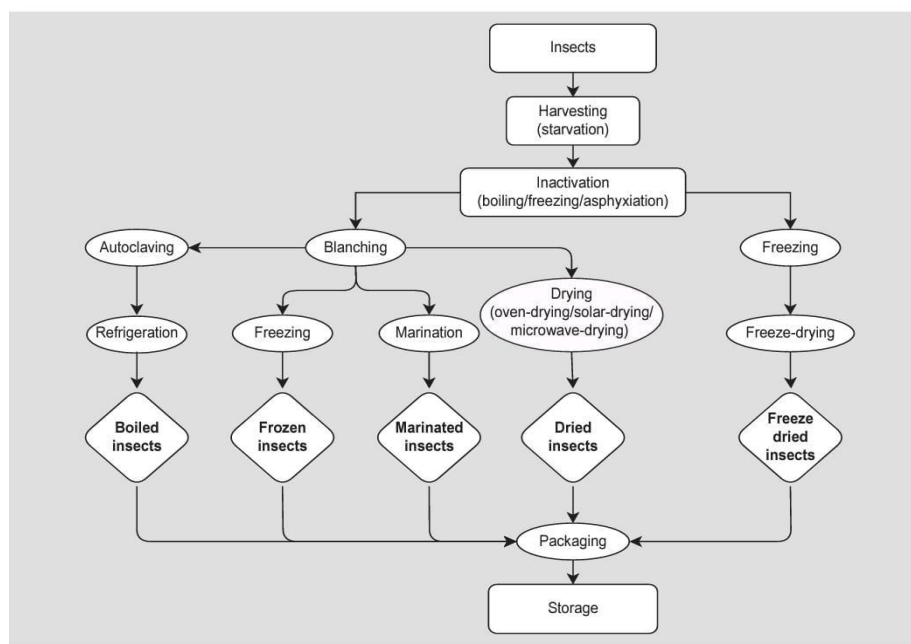 Insects
Harvesting
(starvation)
Inactivation
(boiling/freezing/asphyxiation)
Autoclaving
Blanching
Freezing
Drying
(oven-drying/solar-drying/
microwave-drying)
Refrigeration
Freezing
Marination
Freeze-drying
Boiled
insects
Frozen
insects
Marinated
insects
Dried
insects
Freeze
dried
insects
Packaging
Storage